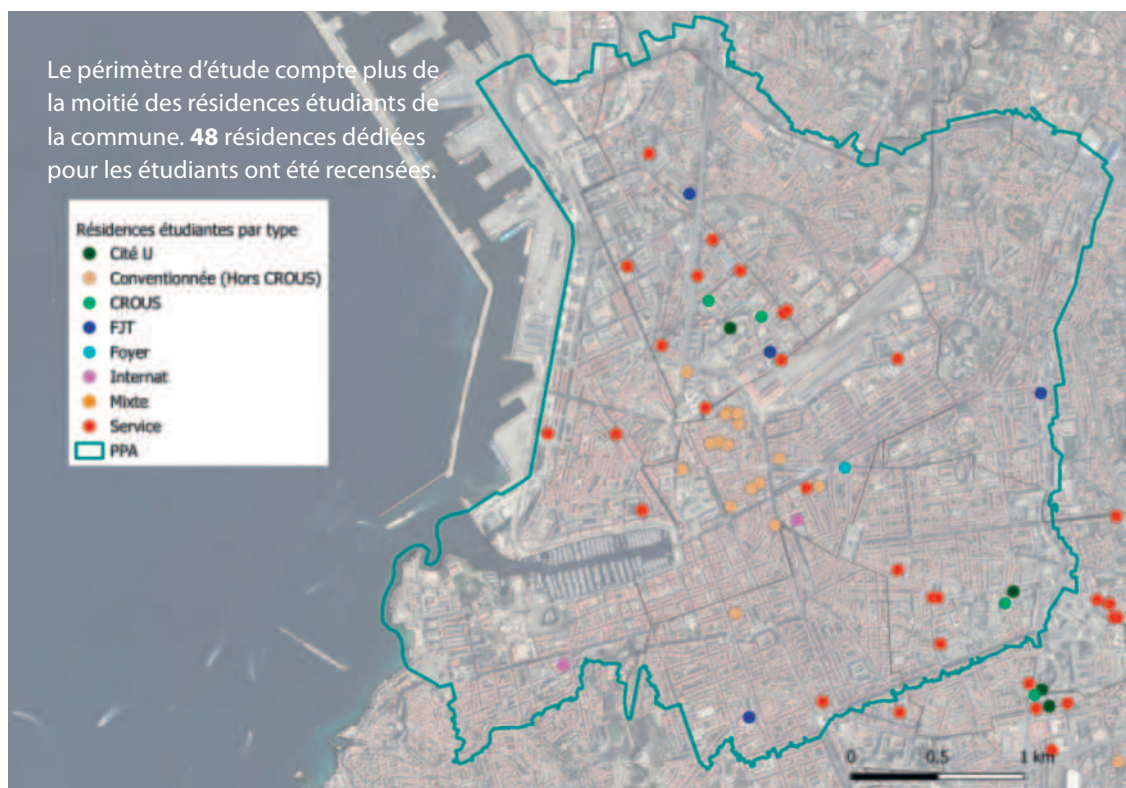 Le périmètre d’étude compte plus de
la moitié des résidences étudiants de
la commune. 48 résidences dédiées
pour les étudiants ont été recensées.
Résidences étudiantes par type
Cité U
Conventionnée (Hors CROUS)
CROUS
FJT
Foyer
Internat
Mixte
Service
PPA
0 0.5 1 km